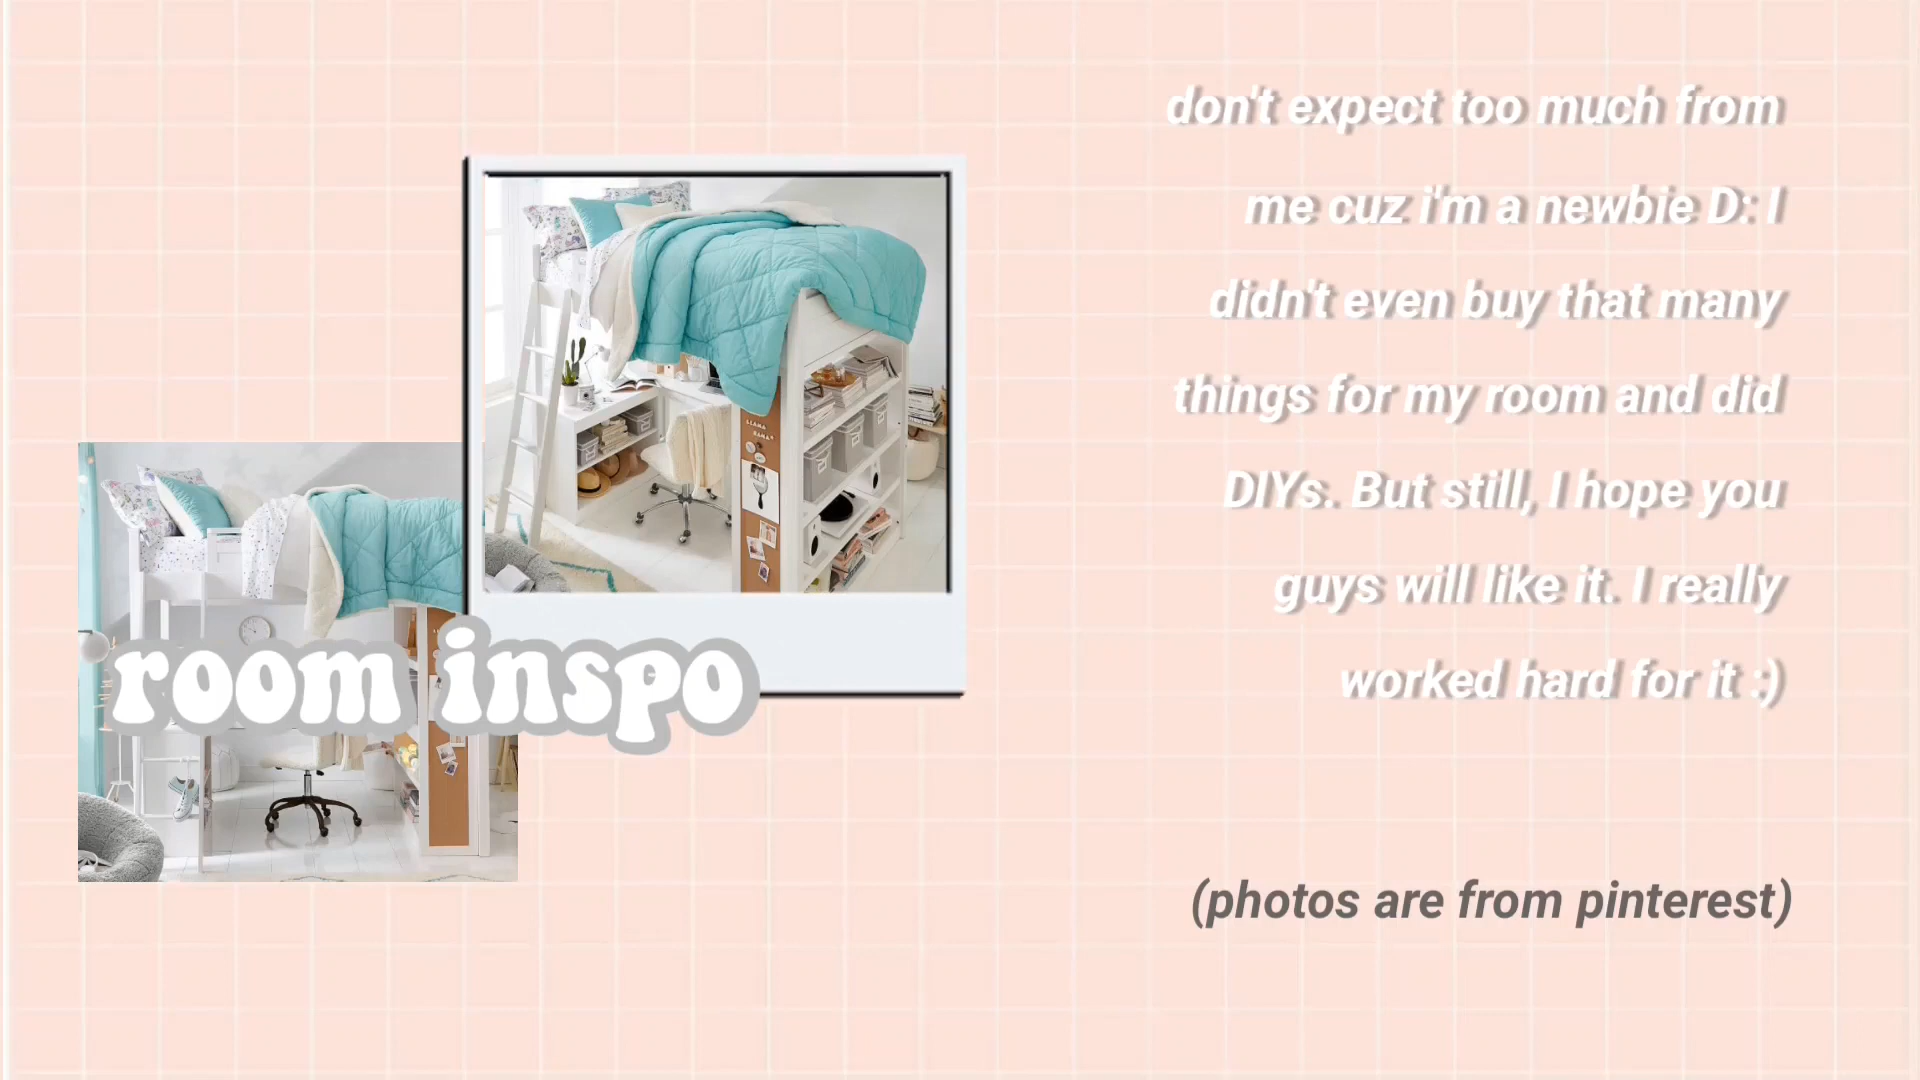 don't expect too much from
me cuz i'm a newbie D: I
didn't even buy that many
things for my room and did
DIYs. But still, I hope you
guys will like it. I really
worked hard for it :)
room inspo
(photos are from pinterest)